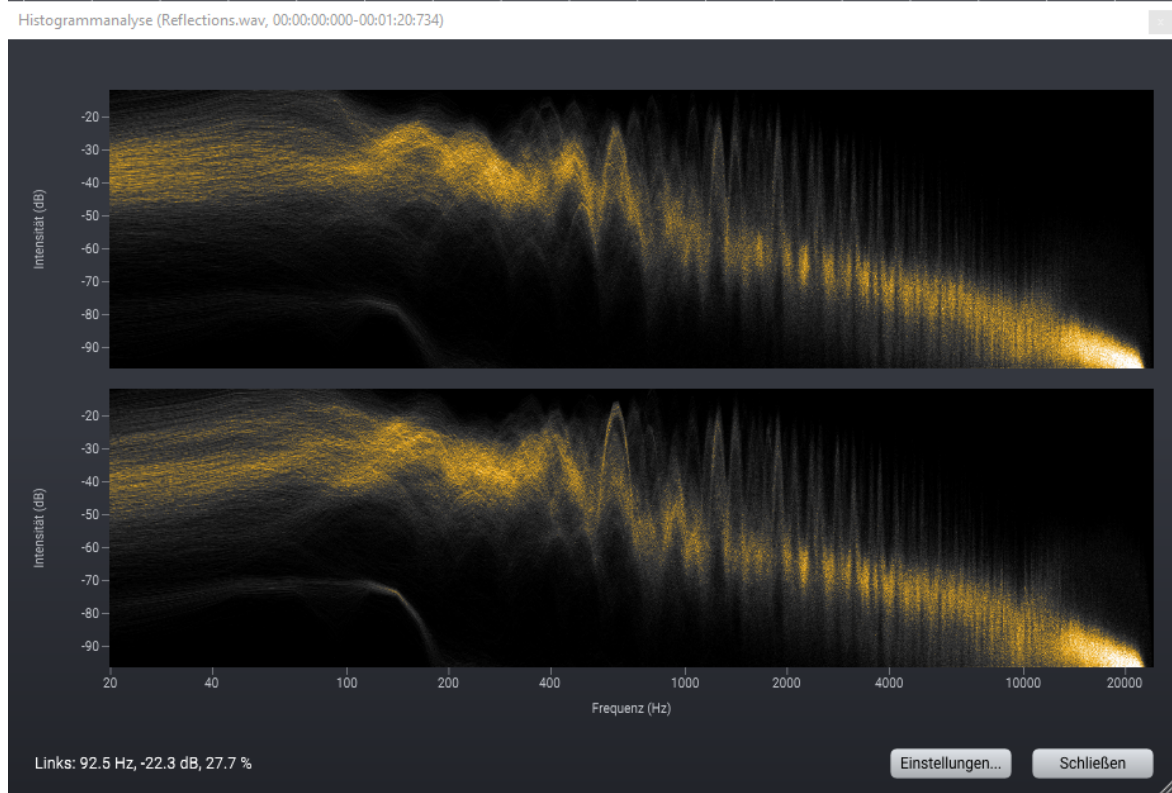 Histogrammanalyse (Reflections.wav, 00:00:00:000-00:01:20:734)
-20
-30
-40
-50
-60
-70
-80
-90
Intensität (dB)
-20
-30
-40
-50
-60
-70
-80
-90
Intensität (dB)
20 40 100 200 400 1000 2000 4000 10000 20000
Frequenz (Hz)
Links: 92.5 Hz, -22.3 dB, 27.7 %
Einstellungen... Schließen